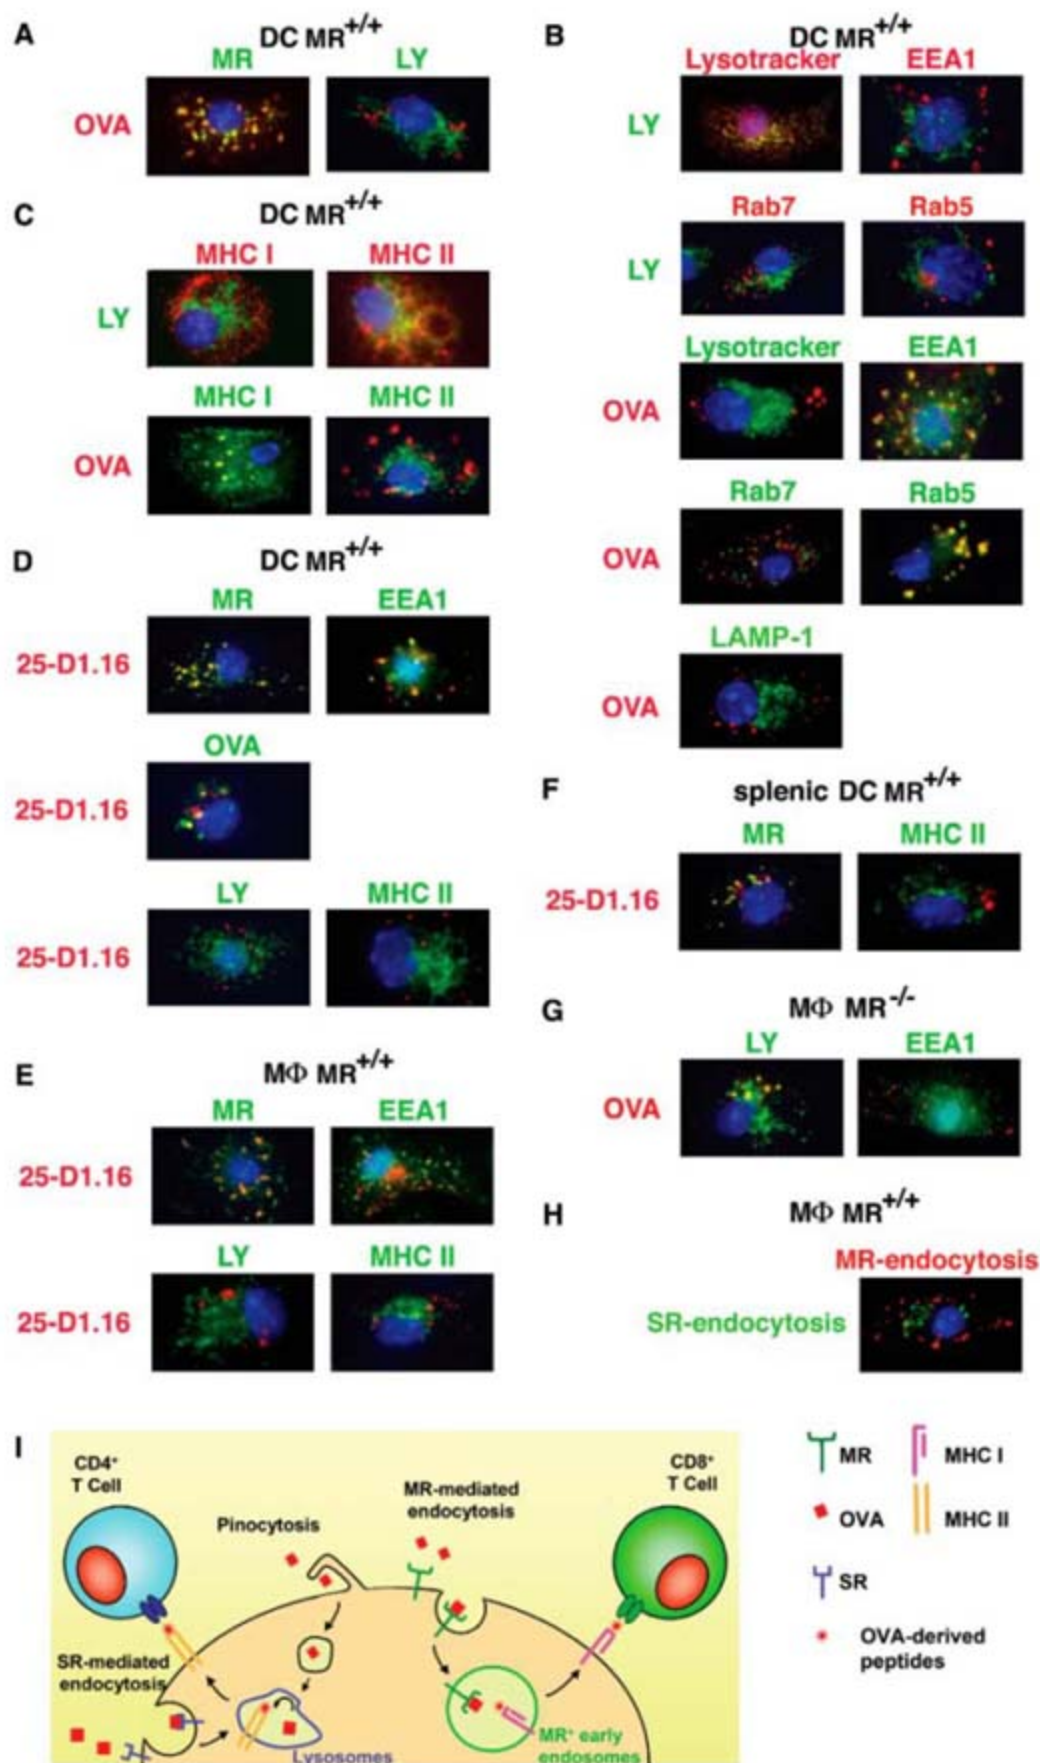 A
DC MR+/+
MR LY
OVA
B
DC MR+/+
Lysotracker EEA1
LY
Rab7 Rab5
LY
Lysotracker EEA1
OVA
Rab7 Rab5
OVA
LAMP-1
OVA
C
DC MR+/+
MHC I MHC II
LY
MHC I MHC II
OVA
D
DC MR+/+
MR EEA1
25-D1.16
OVA
25-D1.16
LY MHC II
25-D1.16
E
MΦ MR+/+
MR EEA1
25-D1.16
LY MHC II
25-D1.16
F
splenic DC MR+/+
MR MHC II
25-D1.16
G
MΦ MR-/-
LY EEA1
OVA
H
MΦ MR+/+
MR-endocytosis
SR-endocytosis
I
CD4+
T Cell
Pinocytosis
MR-mediated
endocytosis
CD8+
T Cell
SR-mediated
endocytosis
Lysosomes
MR+ early
endosomes
MR MHC I
OVA MHC II
SR
OVA-derived
peptides